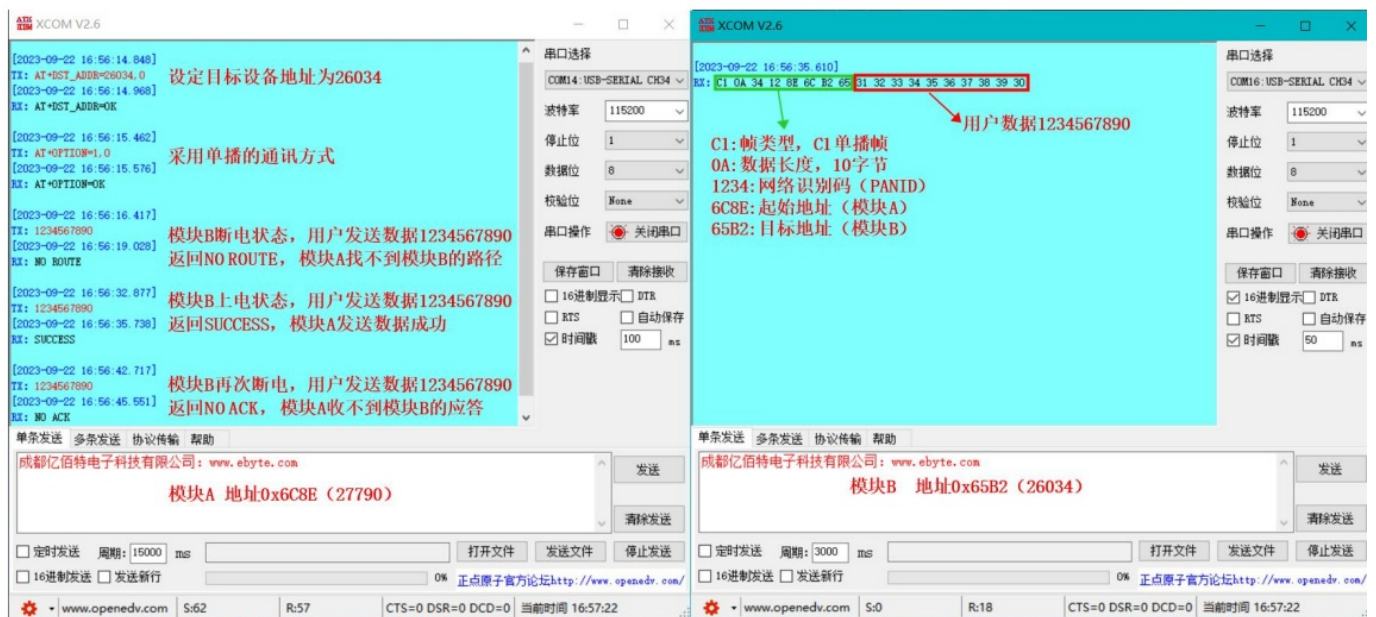 XCOM V2.6
[2023-09-22 16:56:14.848]
TX: AT+DST_ADDR=26034,0
[2023-09-22 16:56:14.968]
RX: AT+DST_ADDR=OK
设定目标设备地址为26034
[2023-09-22 16:56:15.462]
TX: AT+OPTION=1,0
[2023-09-22 16:56:15.576]
RX: AT+OPTION=OK
采用单播的通讯方式
[2023-09-22 16:56:16.417]
TX: 1234567890
[2023-09-22 16:56:19.028]
RX: NO ROUTE
模块B断电状态，用户发送数据1234567890
返回NO ROUTE， 模块A找不到模块B的路径
[2023-09-22 16:56:32.877]
TX: 1234567890
[2023-09-22 16:56:35.738]
RX: SUCCESS
模块B上电状态，用户发送数据1234567890
返回SUCCESS， 模块A发送数据成功
[2023-09-22 16:56:42.717]
TX: 1234567890
[2023-09-22 16:56:45.551]
RX: NO ACK
模块B再次断电，用户发送数据1234567890
返回NO ACK， 模块A收不到模块B的应答
串口选择
COM14:USB-SERIAL CH34
波特率 115200
停止位 1
数据位 8
校验位 None
串口操作 关闭串口
保存窗口 清除接收
16进制显示 DTR
RTS 自动保存
时间戳 100 ms
单条发送 多条发送 协议传输 帮助
成都亿佰特电子科技有限公司：www.ebyte.com
模块A 地址0x6C8E（27790）
发送
清除发送
定时发送 周期: 15000 ms 打开文件 发送文件 停止发送
16进制发送 发送新行 0% 正点原子官方论坛http://www.openedv.com/
www.openedv.com S:62 R:57 CTS=0 DSR=0 DCD=0 当前时间 16:57:22
XCOM V2.6
[2023-09-22 16:56:35.610]
RX: C1 0A 34 12 8E 6C B2 65 31 32 33 34 35 36 37 38 39 30
用户数据1234567890
C1:帧类型，C1单播帧
0A:数据长度，10字节
1234:网络识别码（PANID）
6C8E:起始地址（模块A）
65B2:目标地址（模块B）
串口选择
COM16:USB-SERIAL CH34
波特率 115200
停止位 1
数据位 8
校验位 None
串口操作 关闭串口
保存窗口 清除接收
16进制显示 DTR
RTS 自动保存
时间戳 50 ms
单条发送 多条发送 协议传输 帮助
成都亿佰特电子科技有限公司：www.ebyte.com
模块B 地址0x65B2（26034）
发送
清除发送
定时发送 周期: 3000 ms 打开文件 发送文件 停止发送
16进制发送 发送新行 0% 正点原子官方论坛http://www.openedv.com/
www.openedv.com S:0 R:18 CTS=0 DSR=0 DCD=0 当前时间 16:57:22